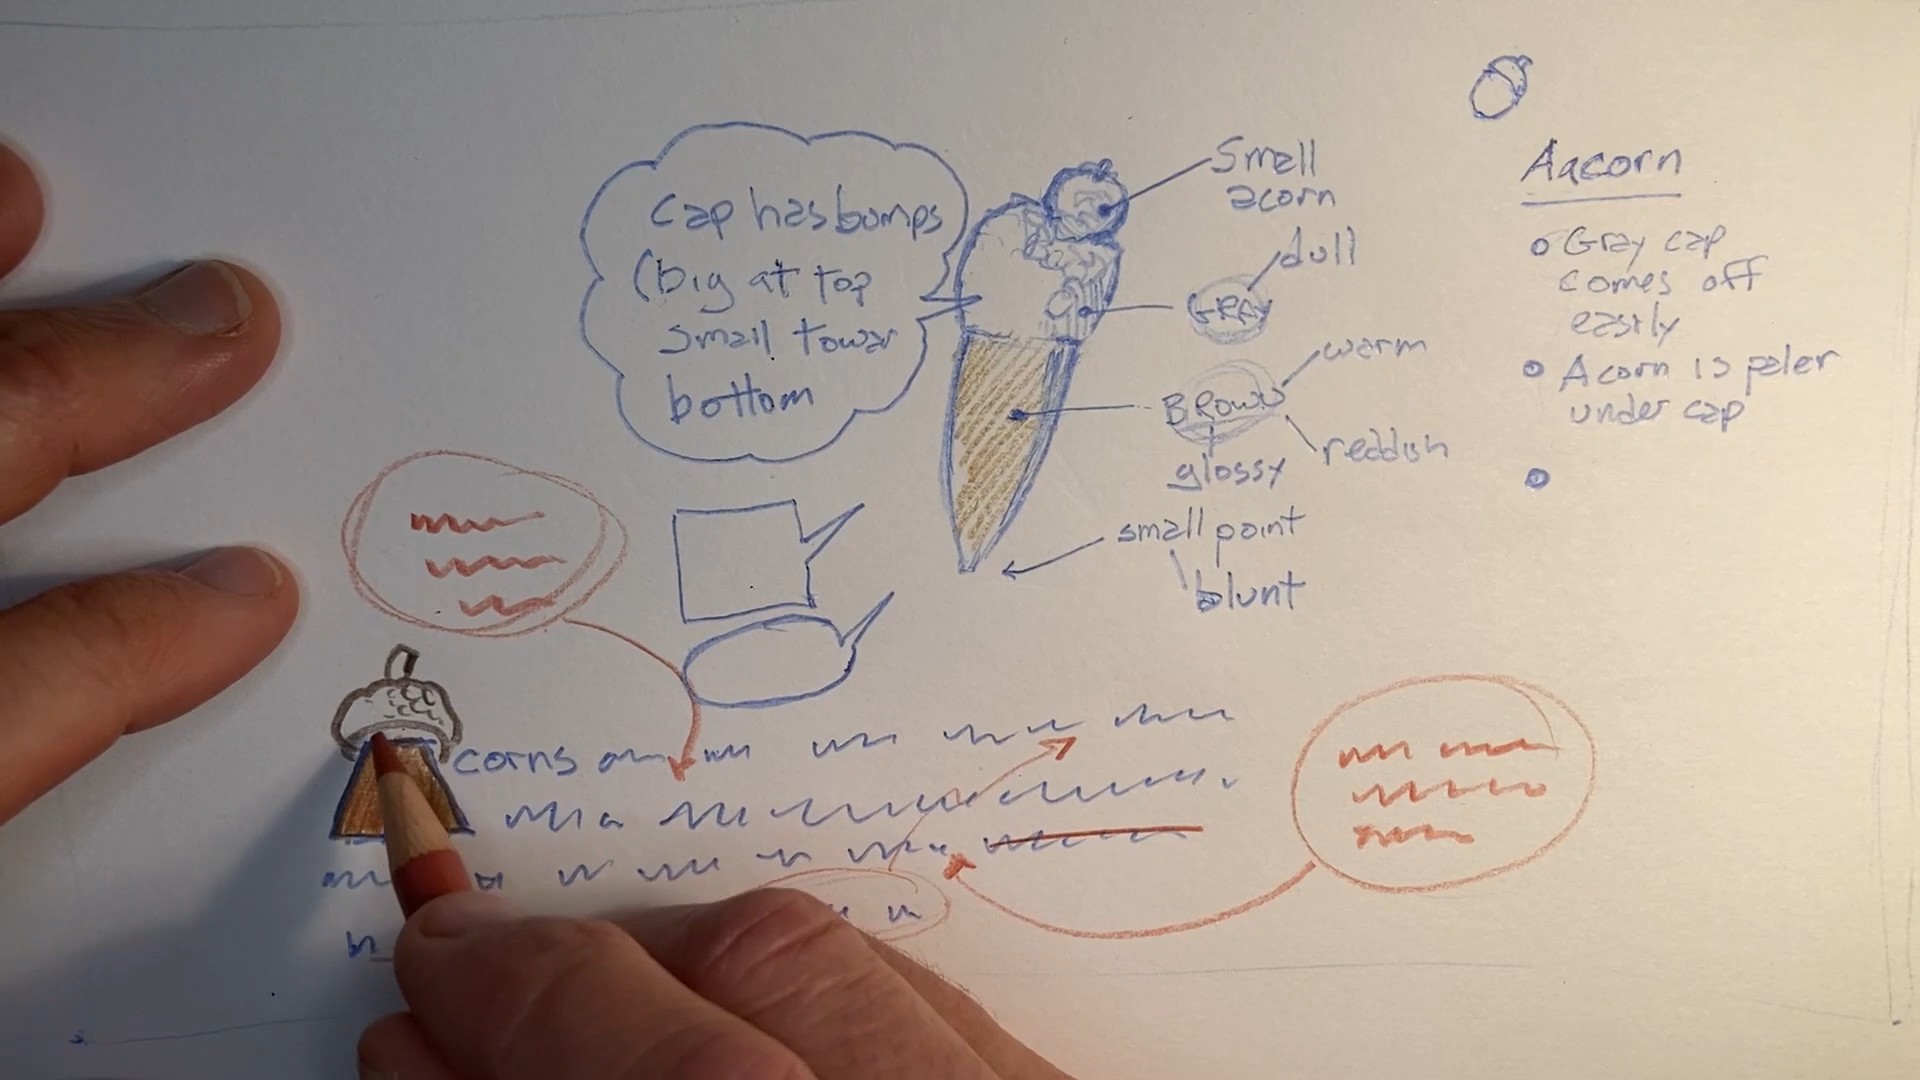 Cap has bumps
(big at top
small towar
bottom
Small
acorn
dull
GRAY
warm
BROWN
reddish
glossy
small point
blunt
Aacorn
Gray cap
comes off
easily
Acorn is paler
under cap
corns